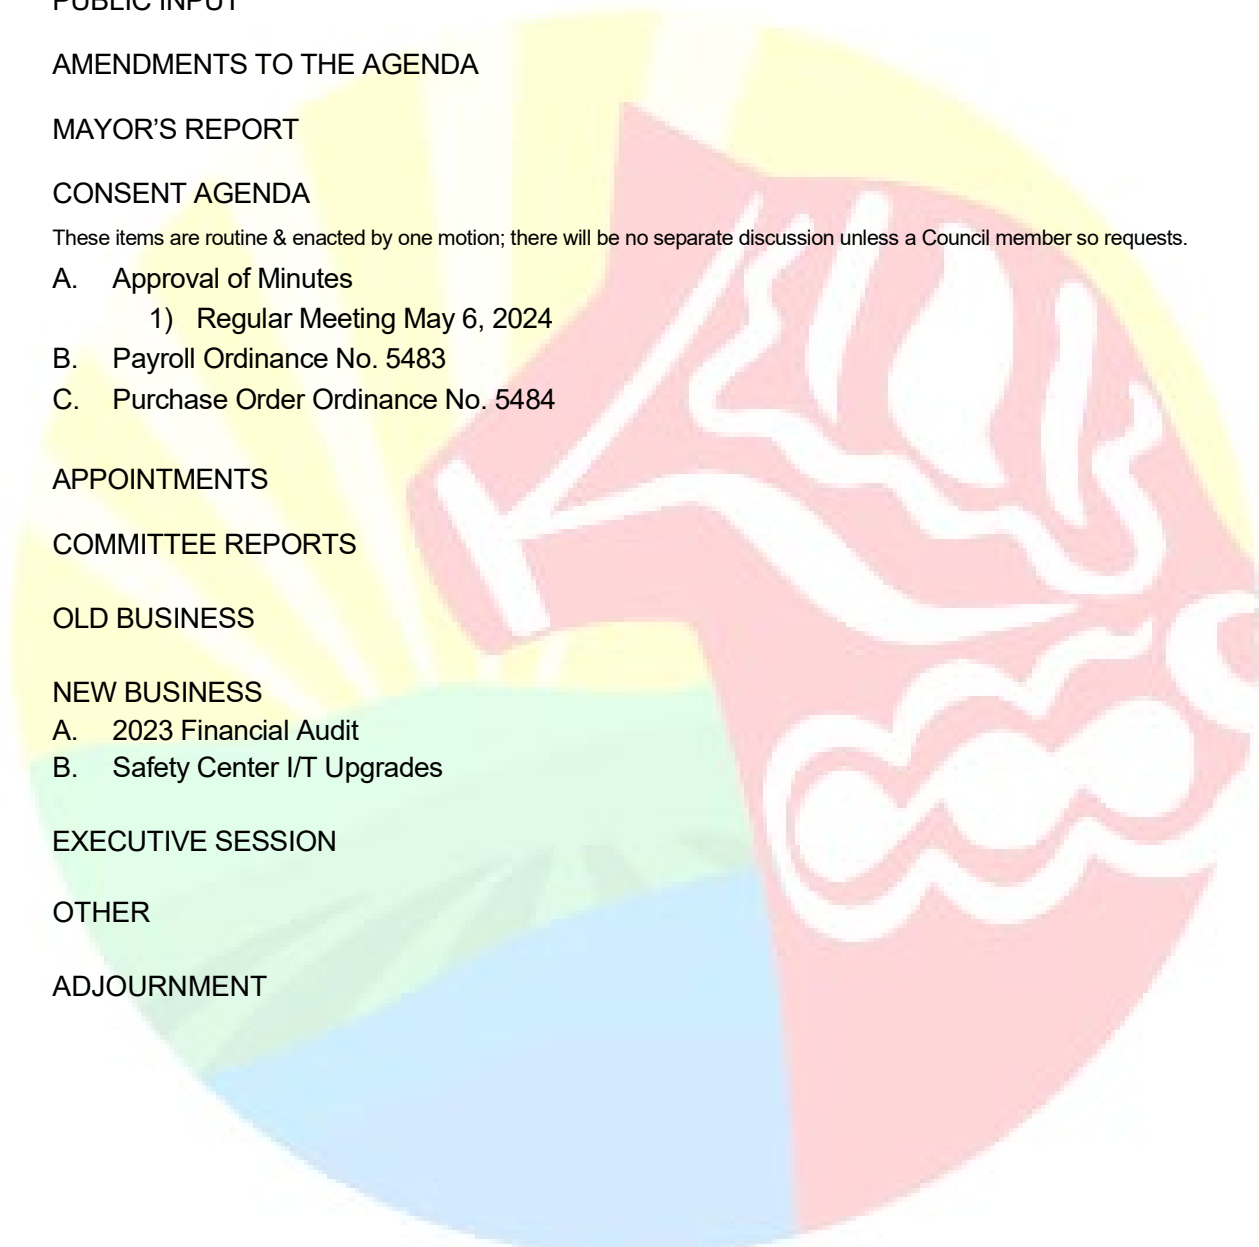 PUBLIC INPUT
AMENDMENTS TO THE AGENDA
MAYOR’S REPORT
CONSENT AGENDA
These items are routine & enacted by one motion; there will be no separate discussion unless a Council member so requests.
A. Approval of Minutes
1) Regular Meeting May 6, 2024
B. Payroll Ordinance No. 5483
C. Purchase Order Ordinance No. 5484
APPOINTMENTS
COMMITTEE REPORTS
OLD BUSINESS
NEW BUSINESS
A. 2023 Financial Audit
B. Safety Center I/T Upgrades
EXECUTIVE SESSION
OTHER
ADJOURNMENT